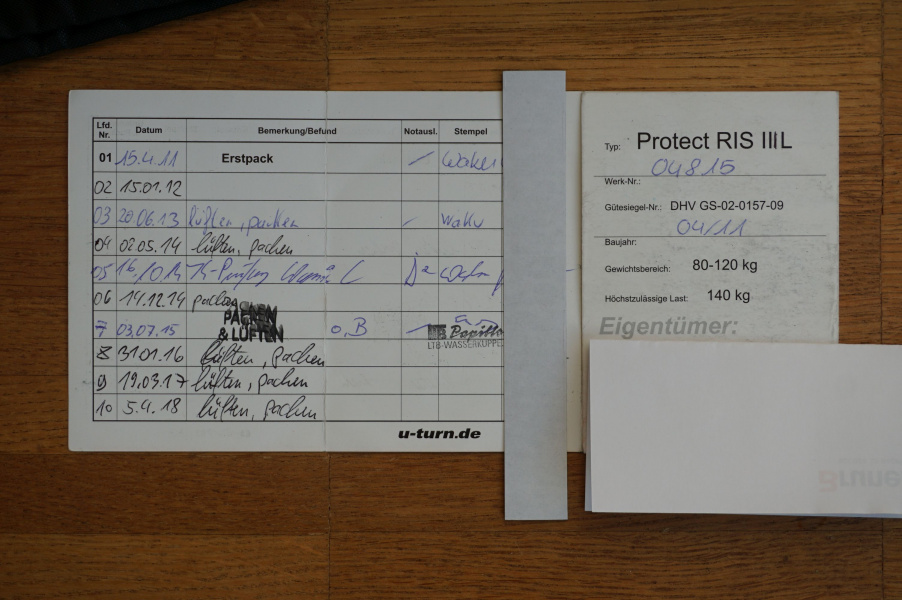 Lfd. Nr. Datum Bemerkung/Befund Notausl. Stempel
01 15.4.11 Erstpack
02 15.01.12
03 20.06.13 lüften, packen
04 02.05.14 lüften, packen
05
06 14.12.14 packen
PACKEN
& LÜFTEN
7 03.07.15 o,B Papillo
LTB-WASSERKUPPE
8 31.01.16 lüften, packen
9 19.03.17 lüften, packen
10 5.4.18 lüften, packen
u-turn.de
Typ: Protect RIS III L
04815
Werk-Nr.:
Gütesiegel-Nr.: DHV GS-02-0157-09
04/11
Baujahr:
Gewichtsbereich: 80-120 kg
Höchstzulässige Last: 140 kg
Eigentümer: